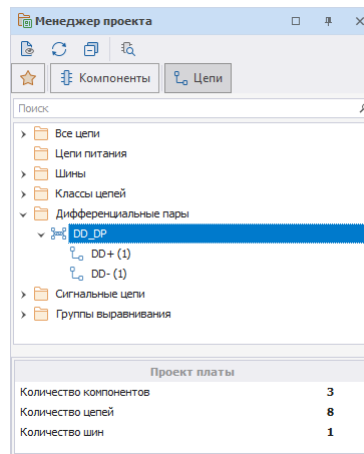 Менеджер проекта
Компоненты
Цепи
Поиск
Все цепи
Цепи питания
Шины
Классы цепей
Дифференциальные пары
DD_DP
DD+ (1)
DD- (1)
Сигнальные цепи
Группы выравнивания
Проект платы
Количество компонентов 3
Количество цепей 8
Количество шин 1